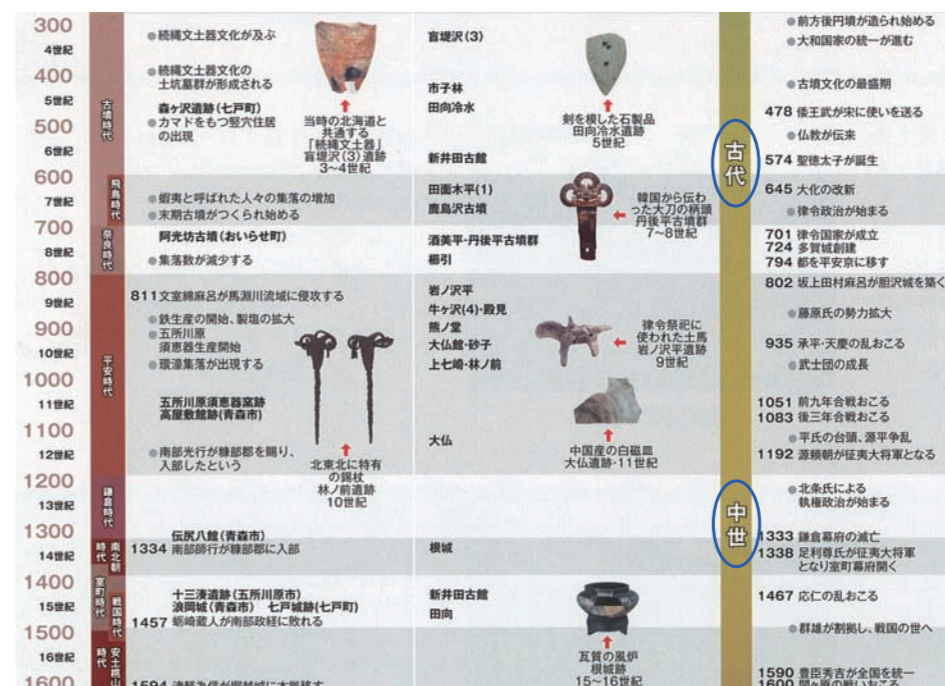 300
4世紀
400
5世紀
500
6世紀
600
7世紀
700
8世紀
800
9世紀
900
10世紀
1000
11世紀
1100
12世紀
1200
13世紀
1300
14世紀
1400
15世紀
1500
16世紀
1600
古墳時代
飛鳥時代
奈良時代
平安時代
鎌倉時代
南北朝時代
室町時代
戦国時代
安土桃山時代
●続縄文土器文化が及ぶ
●続縄文土器文化の
土坑墓群が形成される
森ヶ沢遺跡(七戸町)
●カマドをもつ竪穴住居
の出現
当時の北海道と
共通する
「続縄文土器」
盲堤沢(3)遺跡
3~4世紀
●蝦夷と呼ばれた人々の集落の増加
●末期古墳がつくられ始める
阿光坊古墳(おいらせ町)
●集落数が減少する
811文室綿麻呂が馬淵川流域に侵攻する
●鉄生産の開始、製塩の拡大
●五所川原
須恵器生産開始
●環濠集落が出現する
五所川原須恵器窯跡
高屋敷館跡(青森市)
●南部光行が糠部郡を賜り、
入部したという
北東北に特有
の錫杖
林ノ前遺跡
10世紀
伝尻八館(青森市)
1334 南部師行が糠部郡に入部
十三湊遺跡(五所川原市)
浪岡城(青森市) 七戸城跡(七戸町)
1457 蛎崎蔵人が南部政経に敗れる
盲堤沢(3)
市子林
田向冷水
新井田古館
田面木平(1)
鹿島沢古墳
酒美平・丹後平古墳群
櫛引
岩ノ沢平
牛ヶ沢(4)・殿見
熊ノ堂
大仏館・砂子
上七崎・林ノ前
大仏
根城
新井田古館
田向
剣を模した石製品
田向冷水遺跡
5世紀
韓国から伝わ
った大刀の柄頭
丹後平古墳群
7~8世紀
律令祭祀に
使われた土馬
岩ノ沢平遺跡
9世紀
中国産の白磁皿
大仏遺跡・11世紀
瓦質の風炉
根城跡
15~16世紀
古代
中世
●前方後円墳が造られ始める
●大和国家の統一が進む
●古墳文化の最盛期
478 倭王武が宋に使いを送る
●仏教が伝来
574 聖徳太子が誕生
645 大化の改新
●律令政治が始まる
701 律令国家が成立
724 多賀城創建
794 都を平安京に移す
802 坂上田村麻呂が胆沢城を築く
●藤原氏の勢力拡大
935 承平・天慶の乱おこる
●武士団の成長
1051 前九年合戦おこる
1083 後三年合戦おこる
●平氏の台頭、源平争乱
1192 源頼朝が征夷大将軍となる
●北条氏による
執権政治が始まる
1333 鎌倉幕府の滅亡
1338 足利尊氏が征夷大将軍
となり室町幕府開く
1467 応仁の乱おこる
●群雄が割拠し、戦国の世へ
1590 豊臣秀吉が全国を統一